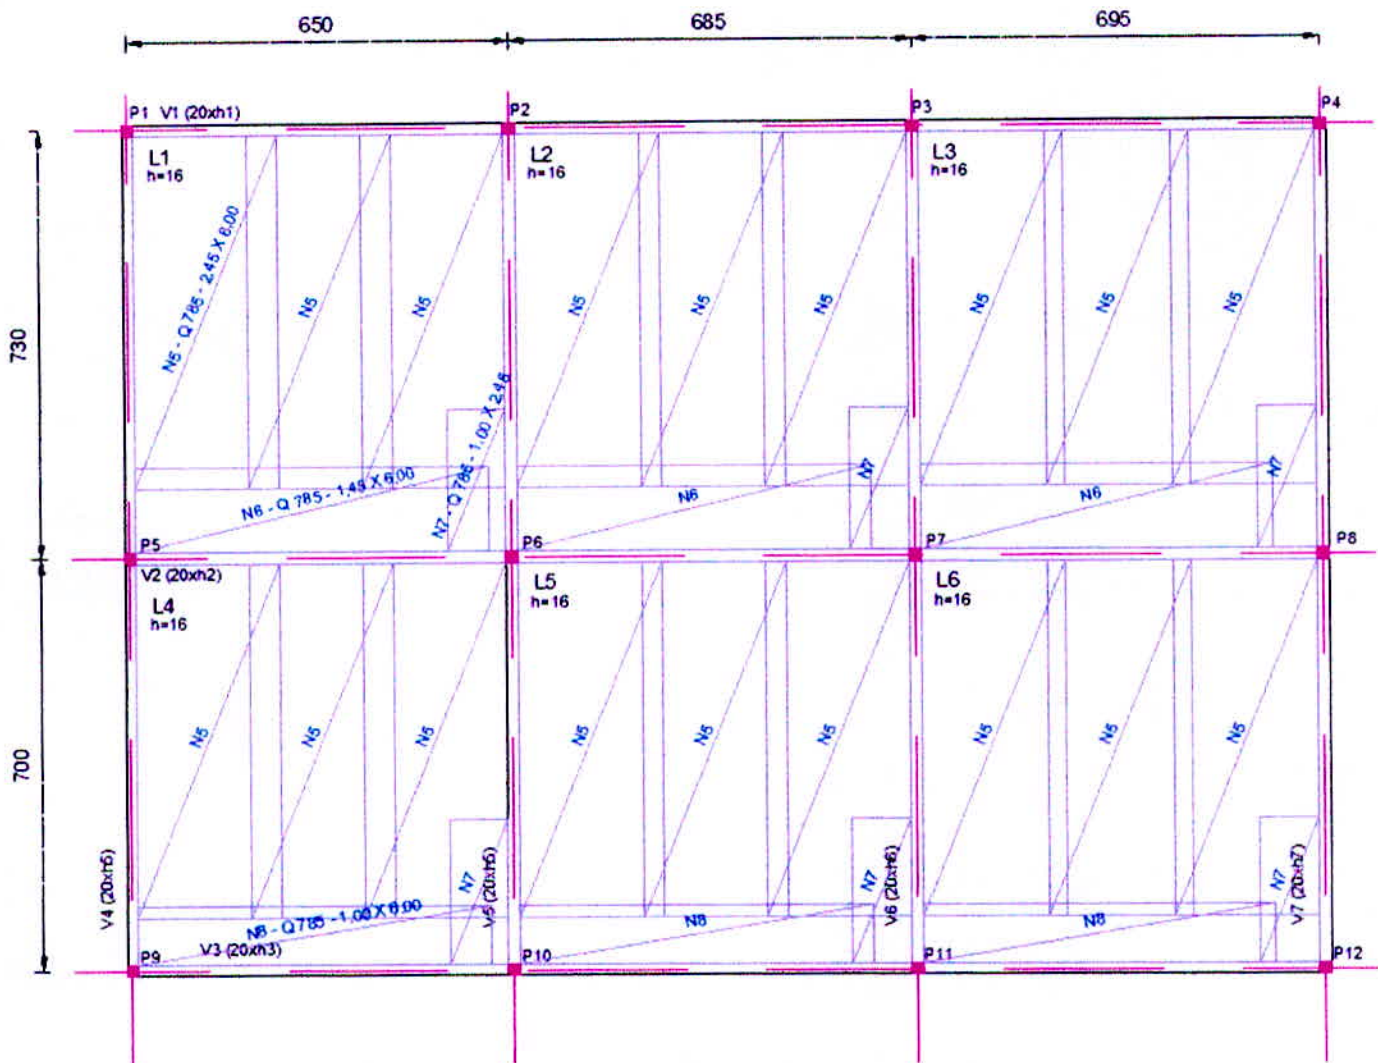 650
685
695
P1 V1 (20xh1)
P2
P3
P4
L1
h=16
L2
h=16
L3
h=16
N5 - Q 785 - 2,45 X 6,00
N5
N5
N5
N5
N5
N5
N5
N5
730
N7 - Q 785 - 1,00 X 2,45
N6 - Q 785 - 1,45 X 6,00
N6
N7
N6
N7
P5
P6
P7
P8
V2 (20xh2)
L4
h=16
L5
h=16
L6
h=16
N5
N5
N5
N5
N5
N5
N5
N5
N5
700
V4 (20xh5)
N7
V5 (20xh5)
N7
V6 (20xh6)
N7
V7 (20xh7)
N8 - Q 785 - 1,00 X 6,00
N8
N8
P9
V3 (20xh3)
P10
P11
P12